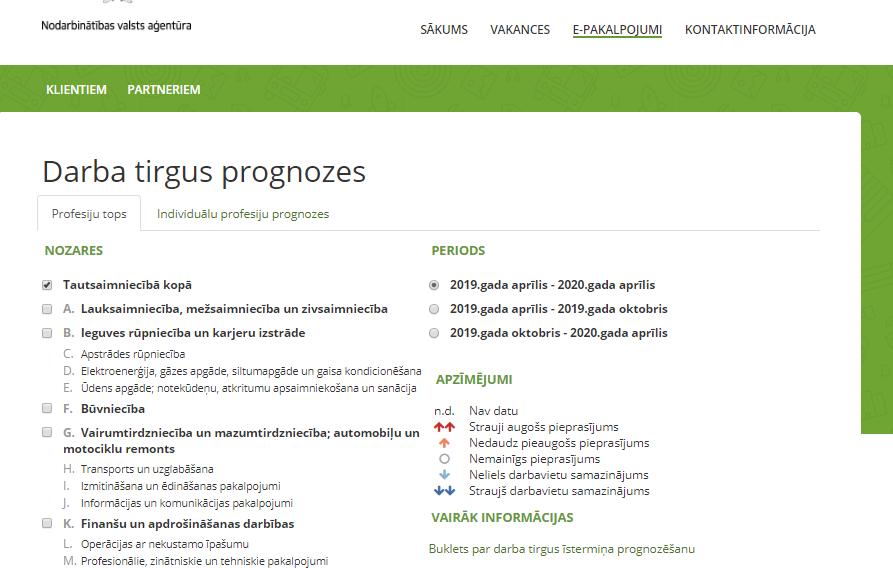 Nodarbinātības valsts aģentūra
SĀKUMS VAKANCES E-PAKALPOJUMI KONTAKTINFORMĀCIJA
KLIENTIEM PARTNERIEM
Darba tirgus prognozes
Profesiju tops Individuālu profesiju prognozes
NOZARES
Tautsaimniecībā kopā
A. Lauksaimniecība, mežsaimniecība un zivsaimniecība
B. Ieguves rūpniecība un karjeru izstrāde
C. Apstrādes rūpniecība
D. Elektroenerģija, gāzes apgāde, siltumapgāde un gaisa kondicionēšana
E. Ūdens apgāde; notekūdeņu, atkritumu apsaimniekošana un sanācija
F. Būvniecība
G. Vairumtirdzniecība un mazumtirdzniecība; automobiļu un
motociklu remonts
H. Transports un uzglabāšana
I. Izmitināšana un ēdināšanas pakalpojumi
J. Informācijas un komunikācijas pakalpojumi
K. Finanšu un apdrošināšanas darbības
L. Operācijas ar nekustamo īpašumu
M. Profesionālie, zinātniskie un tehniskie pakalpojumi
PERIODS
2019.gada aprīlis - 2020.gada aprīlis
2019.gada aprīlis - 2019.gada oktobris
2019.gada oktobris - 2020.gada aprīlis
APZĪMĒJUMI
n.d. Nav datu
Strauji augošs pieprasījums
Nedaudz pieaugošs pieprasījums
Nemainīgs pieprasījums
Neliels darbavietu samazinājums
Straujš darbavietu samazinājums
VAIRĀK INFORMĀCIJAS
Buklets par darba tirgus īstermiņa prognozēšanu